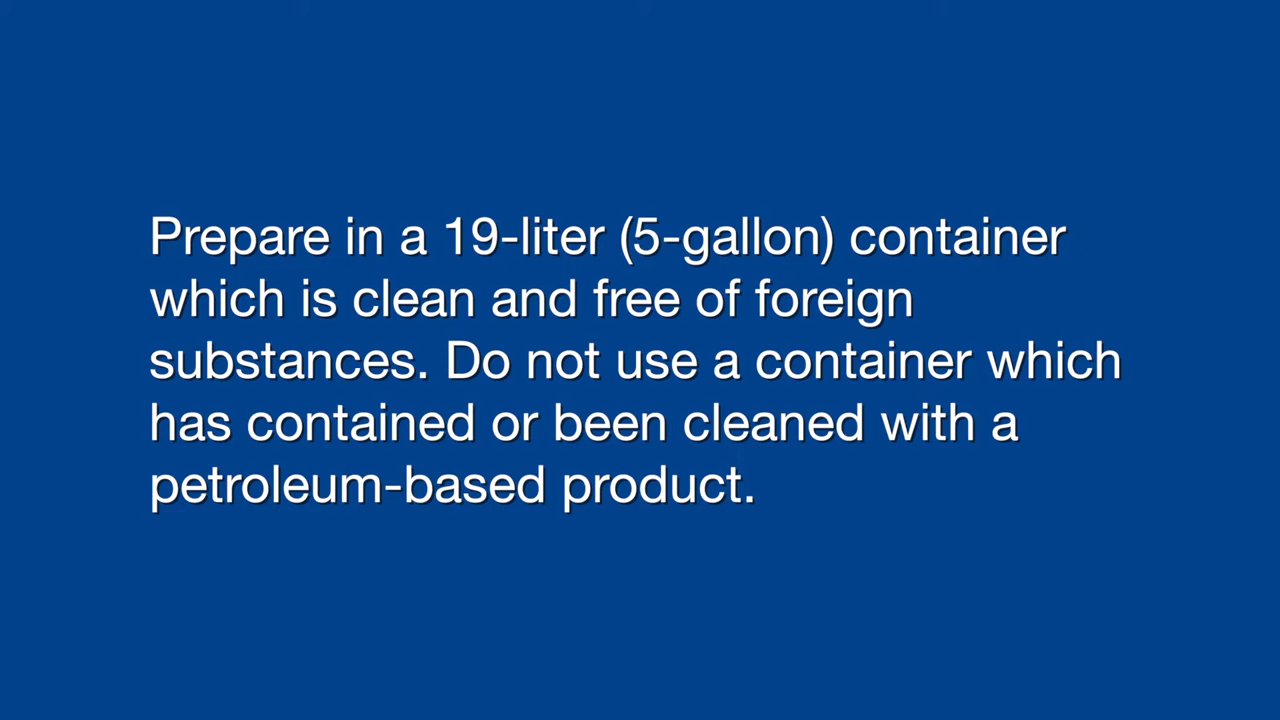 Prepare in a 19-liter (5-gallon) container
which is clean and free of foreign
substances. Do not use a container which
has contained or been cleaned with a
petroleum-based product.